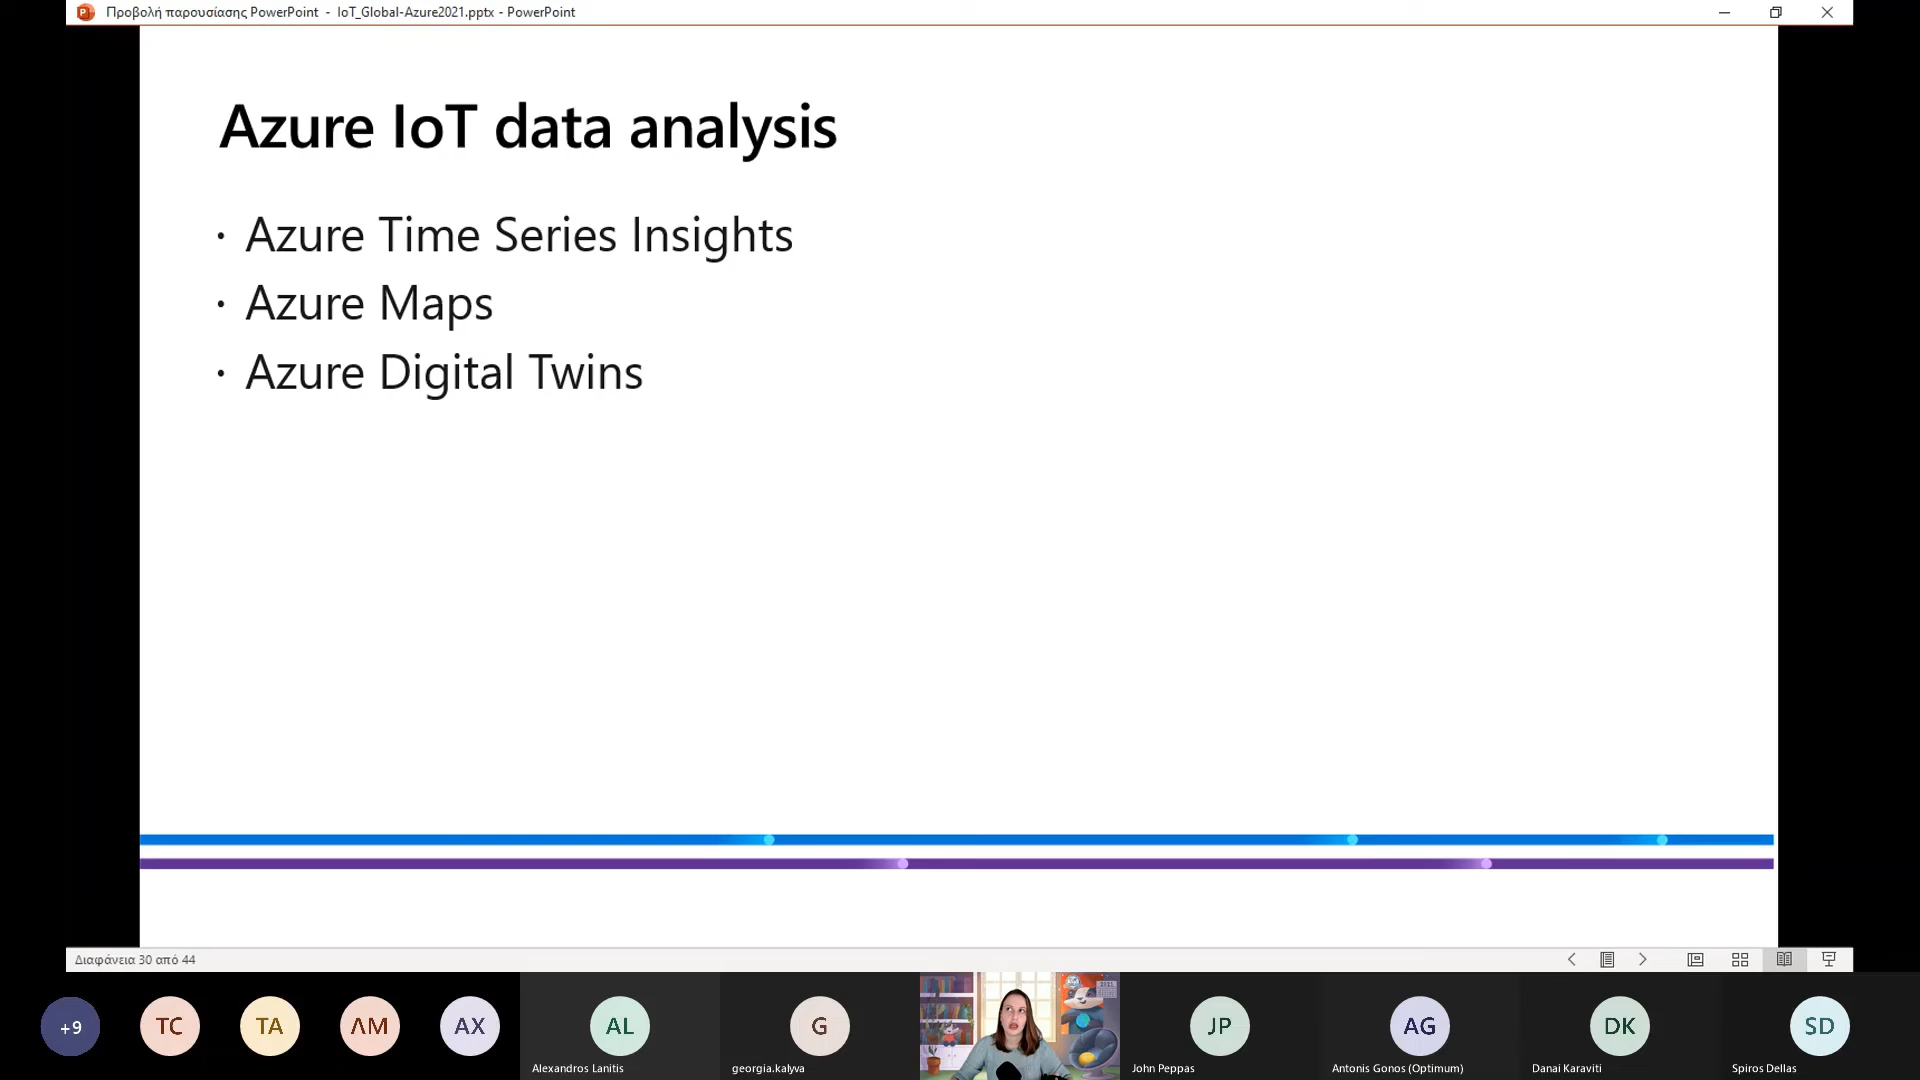 Προβολή παρουσίασης PowerPoint - IoT_Global-Azure2021.pptx - PowerPoint
Azure IoT data analysis
· Azure Time Series Insights
· Azure Maps
· Azure Digital Twins
Διαφάνεια 30 από 44
+9
TC
TA
ΛΜ
AX
AL
G
JP
AG
DK
SD
Alexandros Lanitis
georgia.kalyva
John Peppas
Antonis Gonos (Optimum)
Danai Karaviti
Spiros Dellas